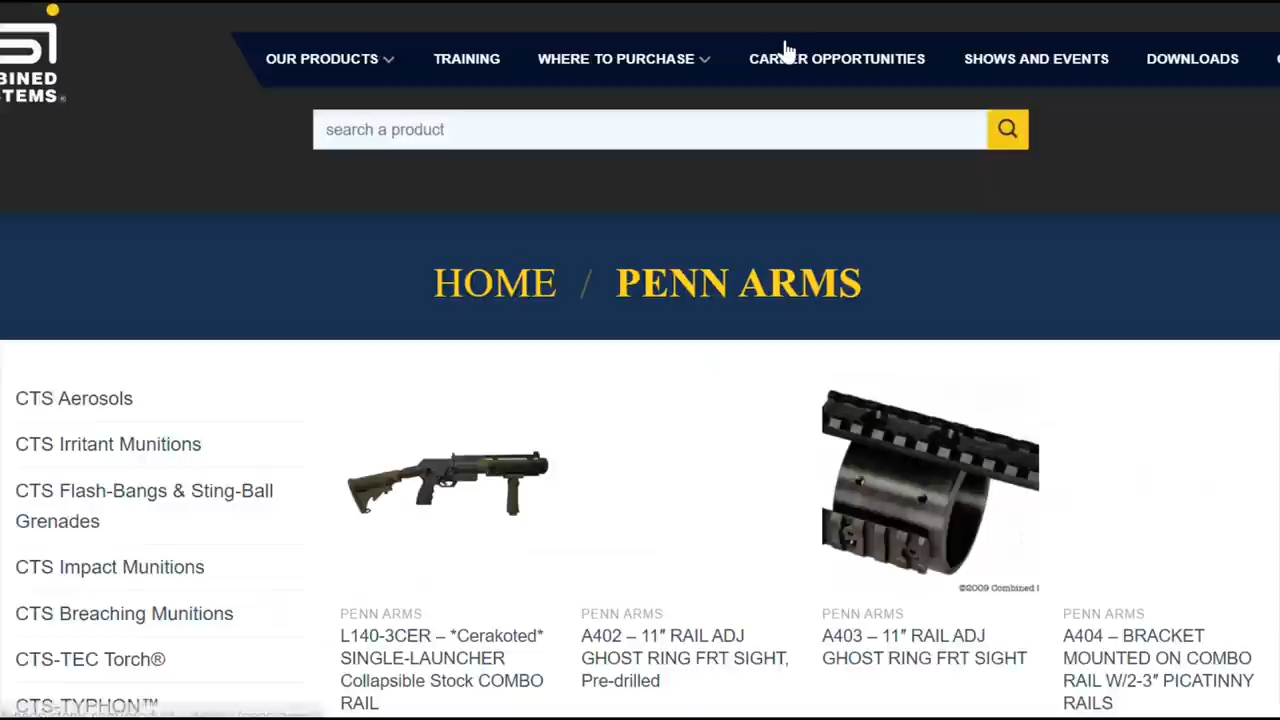 BINED
STEMS®
OUR PRODUCTS
TRAINING
WHERE TO PURCHASE
CAREER OPPORTUNITIES
SHOWS AND EVENTS
DOWNLOADS
search a product
HOME / PENN ARMS
CTS Aerosols
CTS Irritant Munitions
CTS Flash-Bangs & Sting-Ball
Grenades
CTS Impact Munitions
CTS Breaching Munitions
CTS-TEC Torch®
CTS-TYPHON™
PENN ARMS
L140-3CER – *Cerakoted*
SINGLE-LAUNCHER
Collapsible Stock COMBO
RAIL
PENN ARMS
A402 – 11″ RAIL ADJ
GHOST RING FRT SIGHT,
Pre-drilled
©2009 Combined
PENN ARMS
A403 – 11″ RAIL ADJ
GHOST RING FRT SIGHT
PENN ARMS
A404 – BRACKET
MOUNTED ON COMBO
RAIL W/2-3″ PICATINNY
RAILS